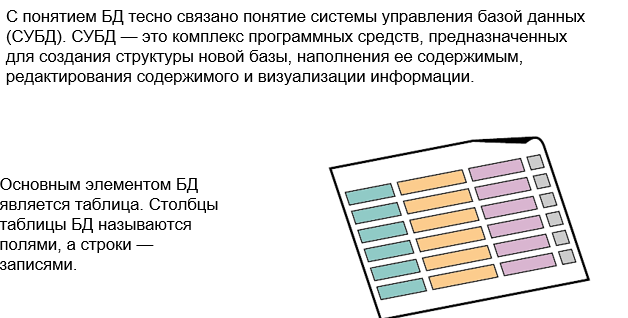 С понятием БД тесно связано понятие системы управления базой данных
(СУБД). СУБД — это комплекс программных средств, предназначенных
для создания структуры новой базы, наполнения ее содержимым,
редактирования содержимого и визуализации информации.
Основным элементом БД
является таблица. Столбцы
таблицы БД называются
полями, а строки —
записями.